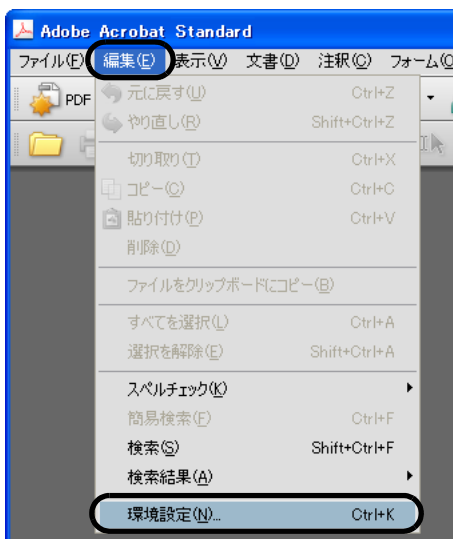 Adobe Acrobat Standard
ファイル(F) 編集(E) 表示(V) 文書(D) 注釈(C) フォーム(O
PDF
元に戻す(U) Ctrl+Z
やり直し(R) Shift+Ctrl+Z
切り取り(T) Ctrl+X
コピー(C) Ctrl+C
貼り付け(P) Ctrl+V
削除(D)
ファイルをクリップボードにコピー(B)
すべてを選択(L) Ctrl+A
選択を解除(E) Shift+Ctrl+A
スペルチェック(K)
簡易検索(F) Ctrl+F
検索(S) Shift+Ctrl+F
検索結果(A)
環境設定(N)... Ctrl+K